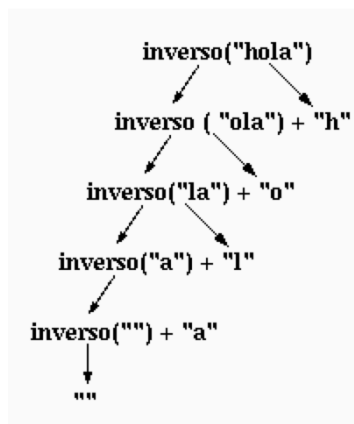 inverso("hola")
inverso ( "ola") + "h"
inverso("la") + "o"
inverso("a") + "l"
inverso("") + "a"
""